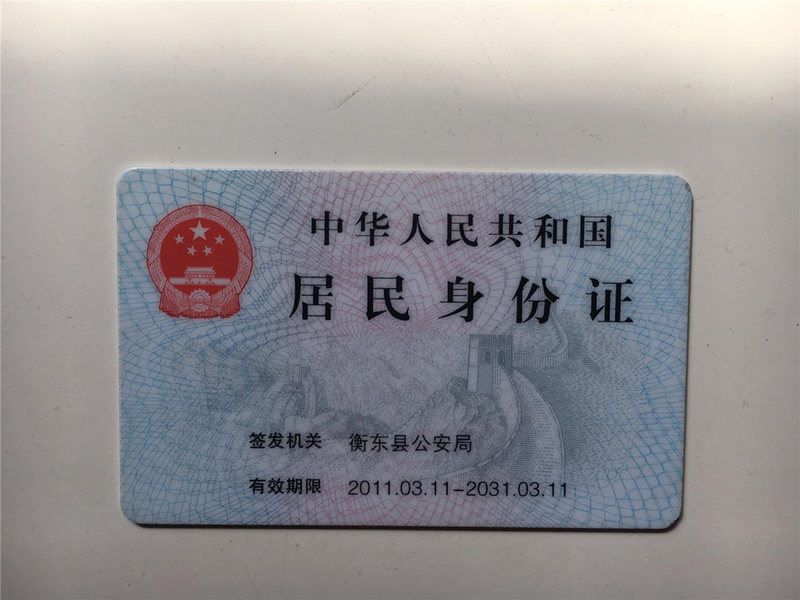 中华人民共和国
居民身份证
签发机关 衡东县公安局
有效期限 2011.03.11-2031.03.11